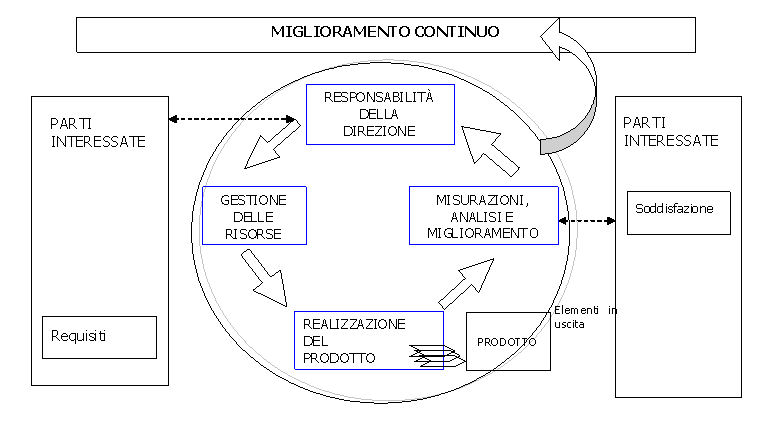 MIGLIORAMENTO CONTINUO
PARTI
INTERESSATE
Requisiti
RESPONSABILITÀ
DELLA
DIREZIONE
GESTIONE
DELLE
RISORSE
MISURAZIONI,
ANALISI E
MIGLIORAMENTO
REALIZZAZIONE
DEL
PRODOTTO
PRODOTTO
Elementi in
uscita
PARTI
INTERESSATE
Soddisfazione